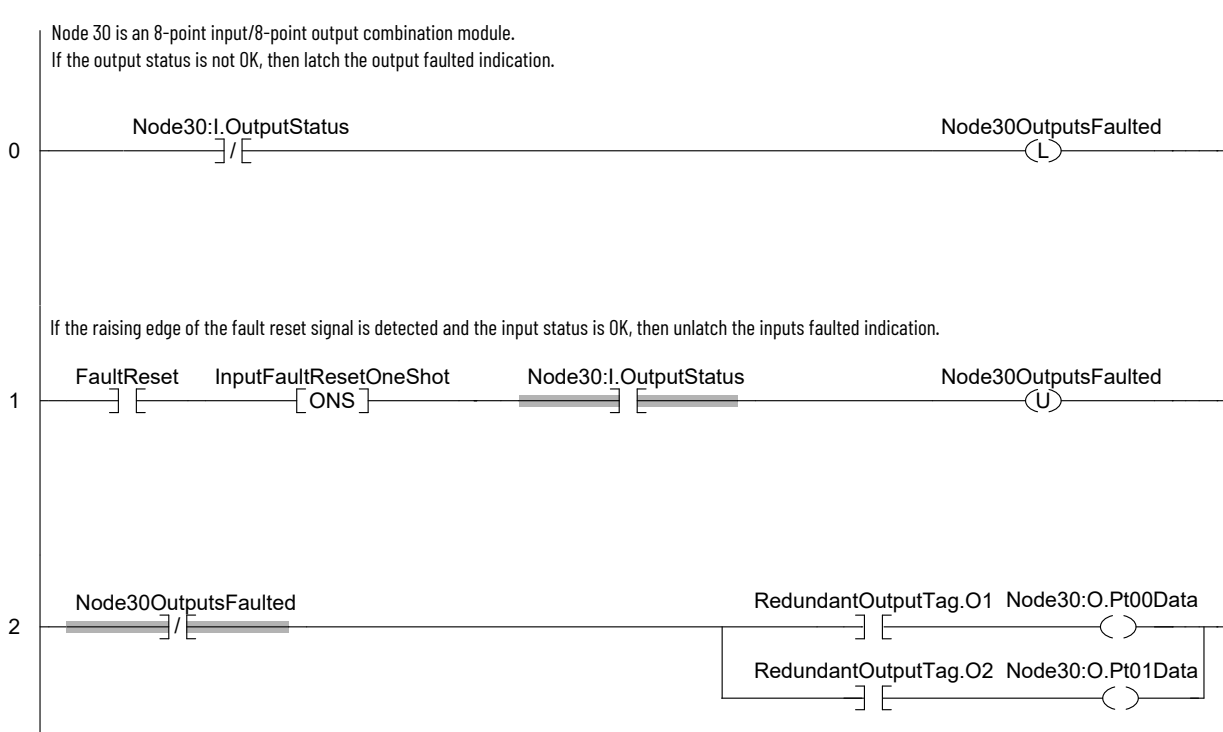 Node 30 is an 8-point input/8-point output combination module.
If the output status is not OK, then latch the output faulted indication.
Node30:I.OutputStatus
Node30OutputsFaulted
0
/
L
If the raising edge of the fault reset signal is detected and the input status is OK, then unlatch the inputs faulted indication.
FaultReset
InputFaultResetOneShot
Node30:I.OutputStatus
Node30OutputsFaulted
1
ONS
U
Node30OutputsFaulted
RedundantOutputTag.O1
Node30:O.Pt00Data
2
/
RedundantOutputTag.O2
Node30:O.Pt01Data